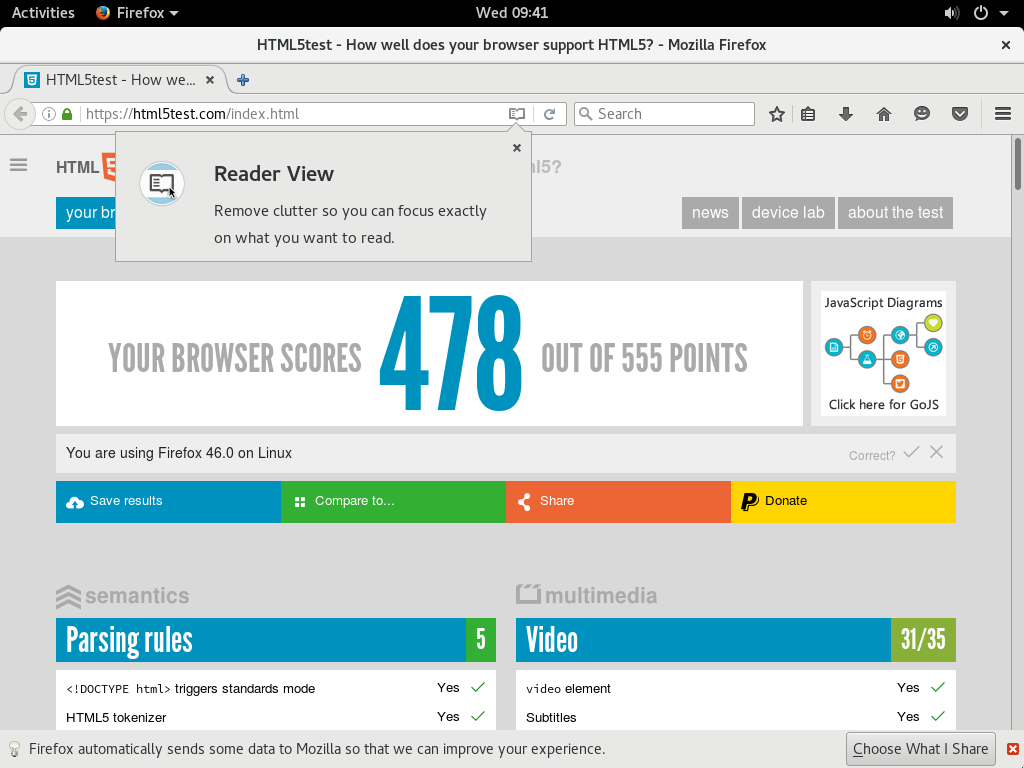 Activities Firefox Wed 09:41
HTML5test - How well does your browser support HTML5? - Mozilla Firefox
HTML5test - How we...
https://html5test.com/index.html Search
HTML ml5?
Reader View
Remove clutter so you can focus exactly
on what you want to read.
your br news device lab about the test
YOUR BROWSER SCORES 478 OUT OF 555 POINTS
JavaScript Diagrams
Click here for GoJS
You are using Firefox 46.0 on Linux Correct?
Save results Compare to... Share Donate
semantics multimedia
Parsing rules 5 Video 31/35
<!DOCTYPE html> triggers standards mode Yes video element Yes
HTML5 tokenizer Yes Subtitles Yes
Firefox automatically sends some data to Mozilla so that we can improve your experience. Choose What I Share